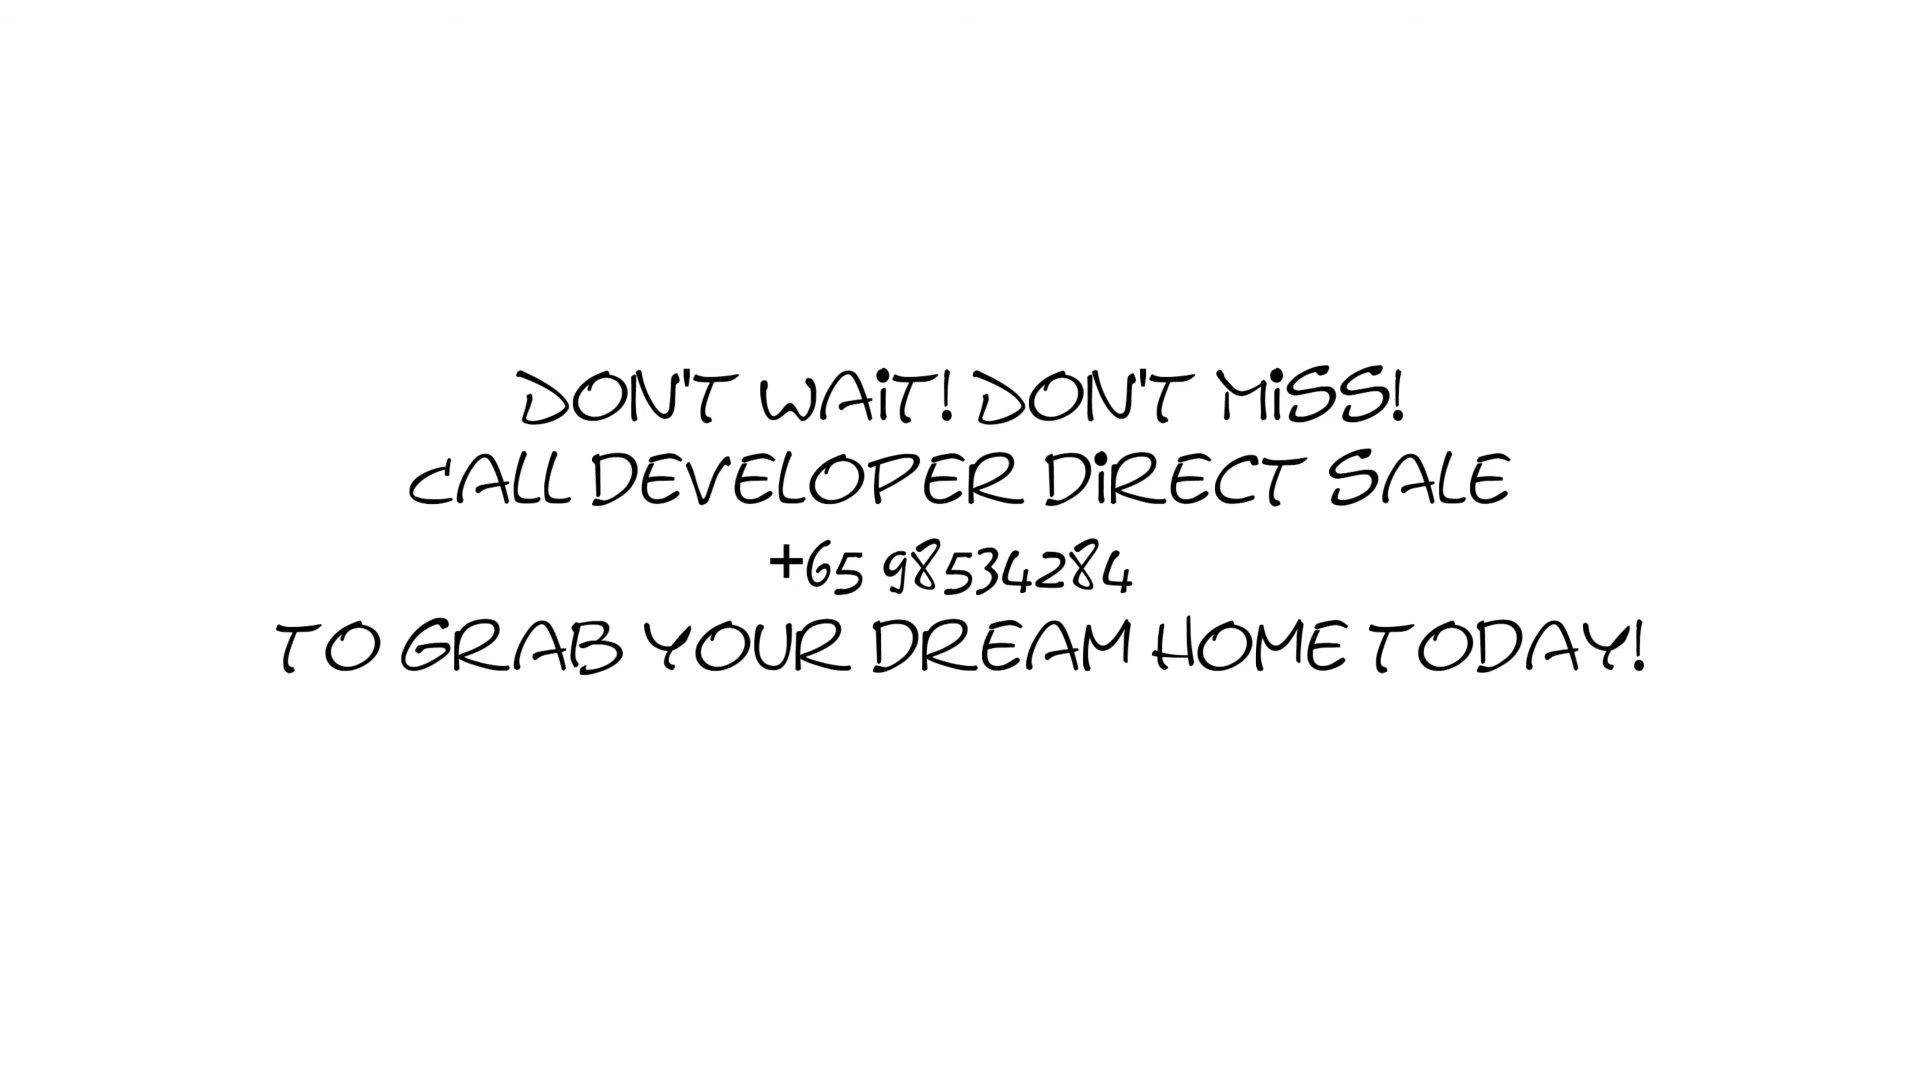 DON'T WAiT! DON'T MiSS!
CALL DEVELOPER DiRECT SALE
+65 98534284
TO GRAB YOUR DREAM HOME TODAY!